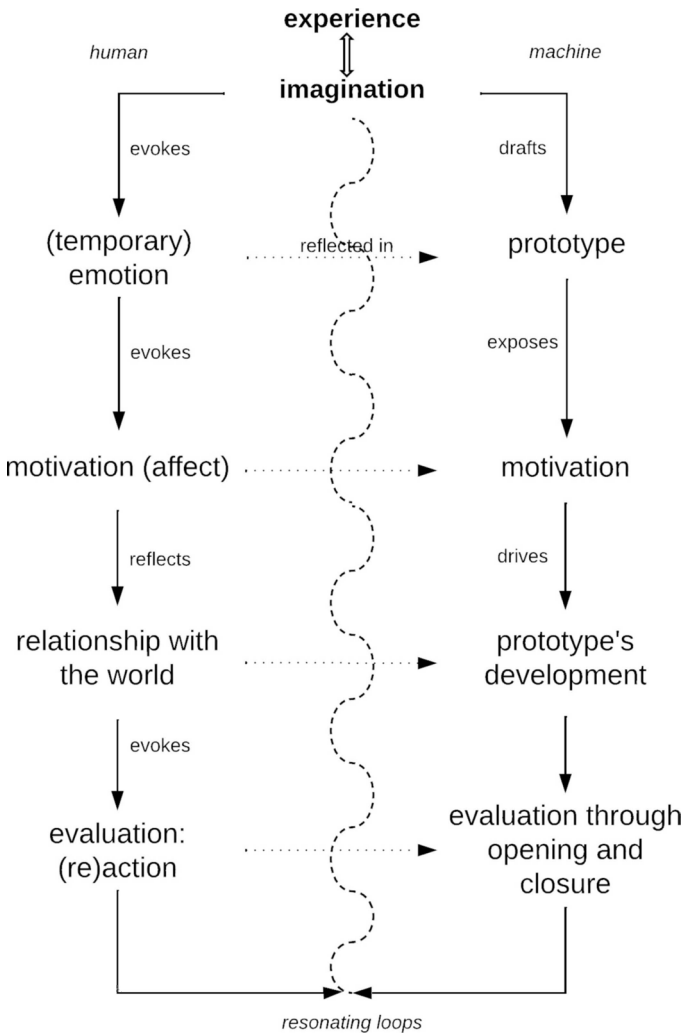 experience
human
machine
imagination
evokes
drafts
(temporary)
emotion
reflected in
prototype
evokes
exposes
motivation (affect)
motivation
reflects
drives
relationship with
the world
prototype's
development
evokes
evaluation:
(re)action
evaluation through
opening and
closure
resonating loops